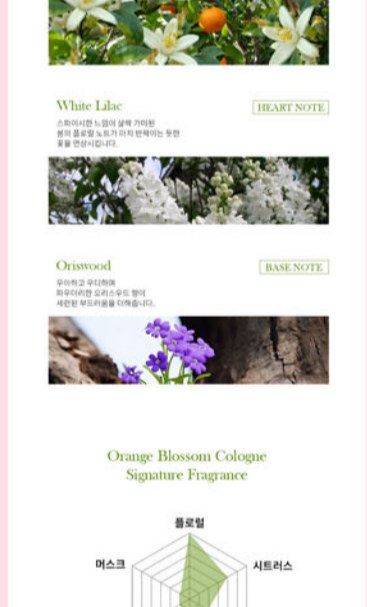 White Lilac
HEART NOTE
스파이시한 느낌이 살짝 가미된
봄의 플로랄 노트가 마치 반짝이는 듯한
꽃을 연상시킵니다.
Oriswood
BASE NOTE
우아하고 우디하며
파우더리한 오리스우드 향이
세련된 부드러움을 더해줍니다.
Orange Blossom Cologne
Signature Fragrance
플로럴
머스크
시트러스